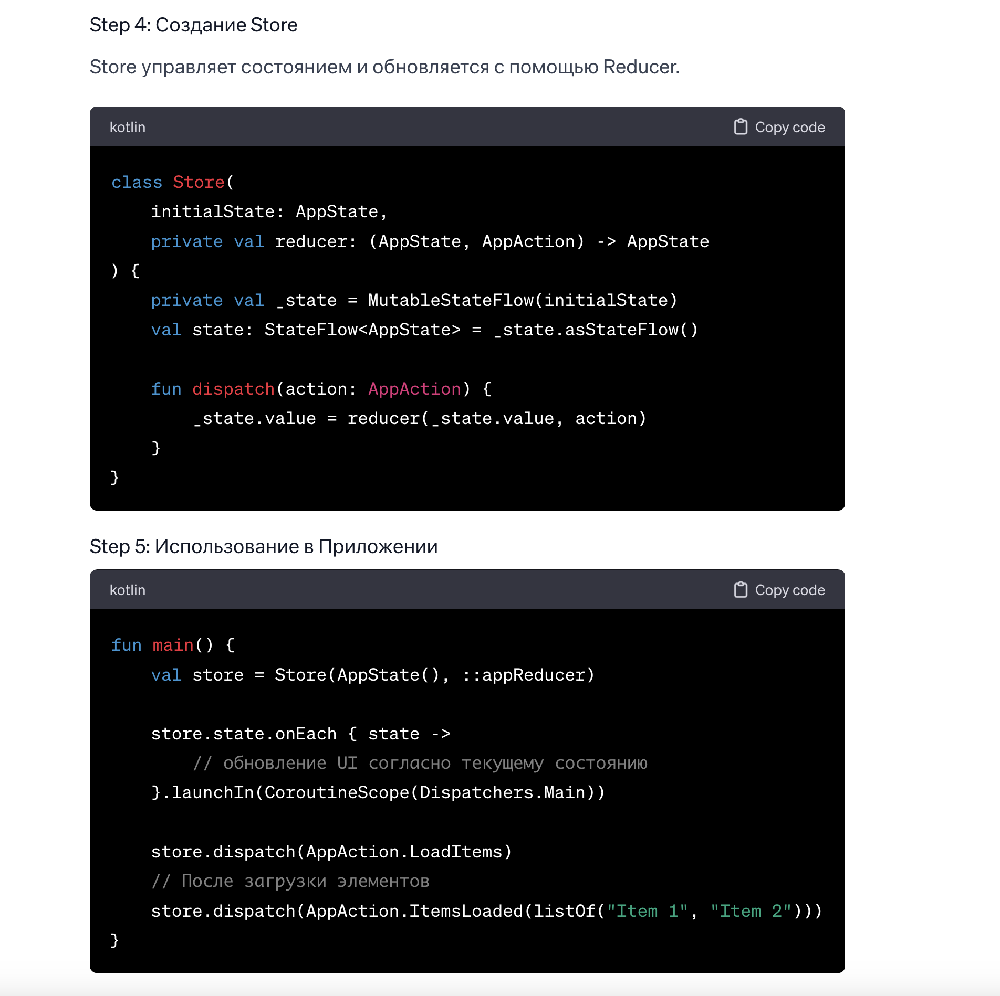 Step 4: Создание Store
Store управляет состоянием и обновляется с помощью Reducer.
kotlin
Copy code
class Store(
    initialState: AppState,
    private val reducer: (AppState, AppAction) -> AppState
) {
    private val _state = MutableStateFlow(initialState)
    val state: StateFlow<AppState> = _state.asStateFlow()
    fun dispatch(action: AppAction) {
        _state.value = reducer(_state.value, action)
    }
}
Step 5: Использование в Приложении
kotlin
Copy code
fun main() {
    val store = Store(AppState(), ::appReducer)
    store.state.onEach { state ->
        // обновление UI согласно текущему состоянию
    }.launchIn(CoroutineScope(Dispatchers.Main))
    store.dispatch(AppAction.LoadItems)
    // После загрузки элементов
    store.dispatch(AppAction.ItemsLoaded(listOf("Item 1", "Item 2")))
}